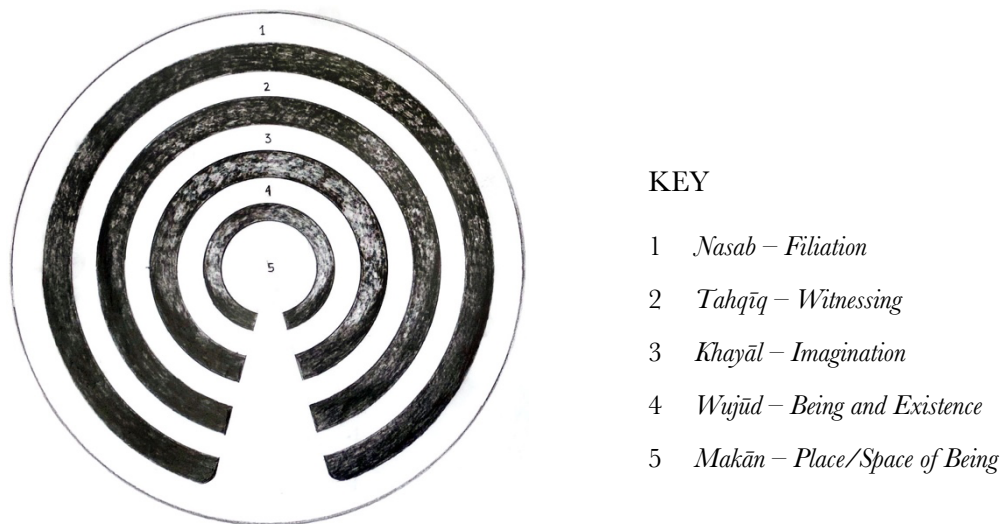 1
2
3
4
5
KEY
1 Nasab – Filiation
2 Tahqīq – Witnessing
3 Khayāl – Imagination
4 Wujūd – Being and Existence
5 Makān – Place/Space of Being